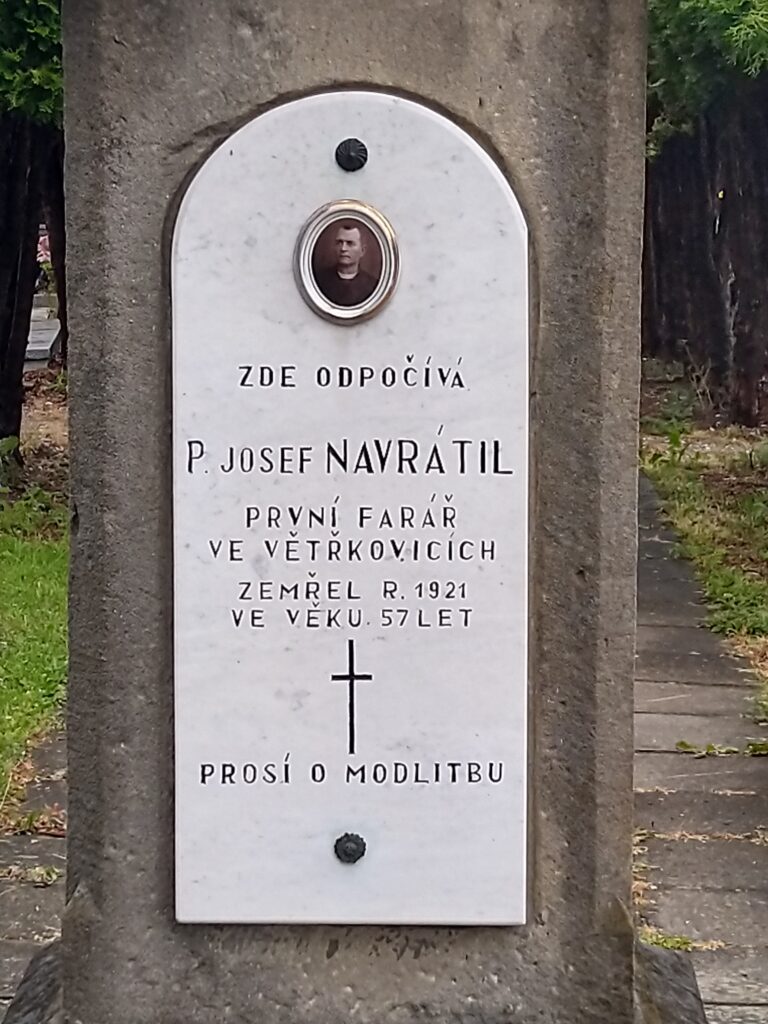 ZDE ODPOČÍVÁ
P. JOSEF NAVRÁTIL
PRVNÍ FARÁŘ
VE VĚTŘKOVICÍCH
ZEMŘEL R. 1921
VE VĚKU. 57 LET
PROSÍ O MODLITBU